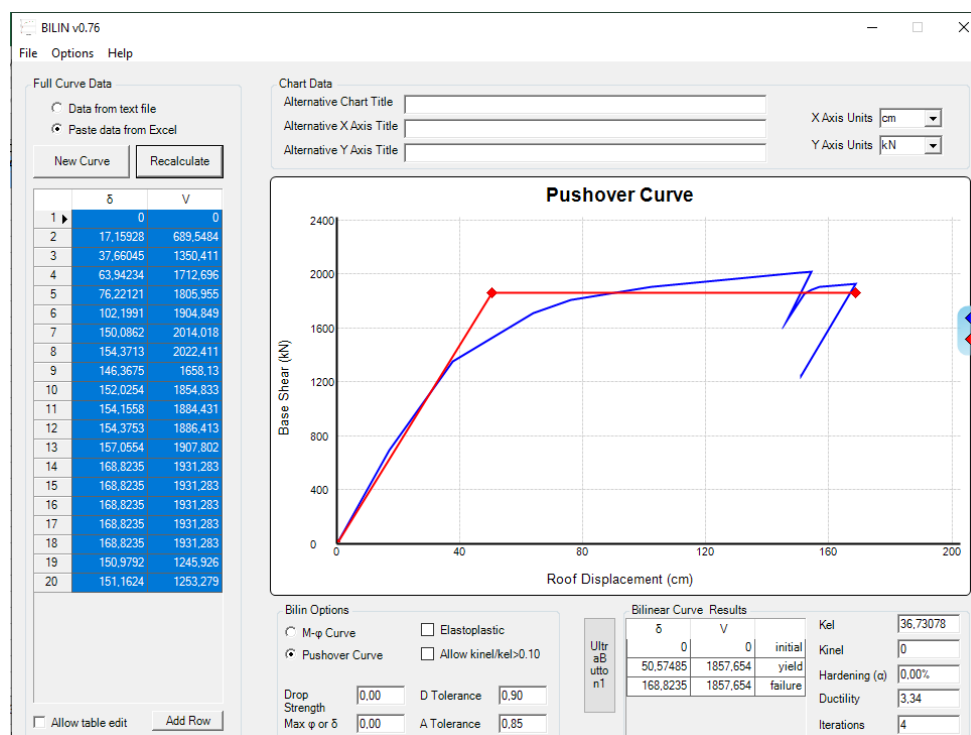 BILIN v0.76
File Options Help
Full Curve Data
Data from text file
Paste data from Excel
New Curve Recalculate
δ V
1 0 0
2 17,15928 689,5484
3 37,66045 1350,411
4 63,94234 1712,696
5 76,22121 1805,955
6 102,1991 1904,849
7 150,0862 2014,018
8 154,3713 2022,411
9 146,3675 1658,13
10 152,0254 1854,833
11 154,1558 1884,431
12 154,3753 1886,413
13 157,0554 1907,802
14 168,8235 1931,283
15 168,8235 1931,283
16 168,8235 1931,283
17 168,8235 1931,283
18 168,8235 1931,283
19 150,9792 1245,926
20 151,1624 1253,279
Allow table edit Add Row
Chart Data
Alternative Chart Title
Alternative X Axis Title
Alternative Y Axis Title
X Axis Units cm
Y Axis Units kN
Pushover Curve
Base Shear (kN)
2400
2000
1600
1200
800
400
0
0 40 80 120 160 200
Roof Displacement (cm)
Bilin Options
M-φ Curve
Pushover Curve
Elastoplastic
Allow kinel/kel>0.10
Drop Strength 0,00
D Tolerance 0,90
Max φ or δ 0,00
A Tolerance 0,85
Ultr
aB
utto
n1
Bilinear Curve Results
δ V
0 0 initial
50,57485 1857,654 yield
168,8235 1857,654 failure
Kel 36,73078
Kinel 0
Hardening (α) 0,00%
Ductility 3,34
Iterations 4